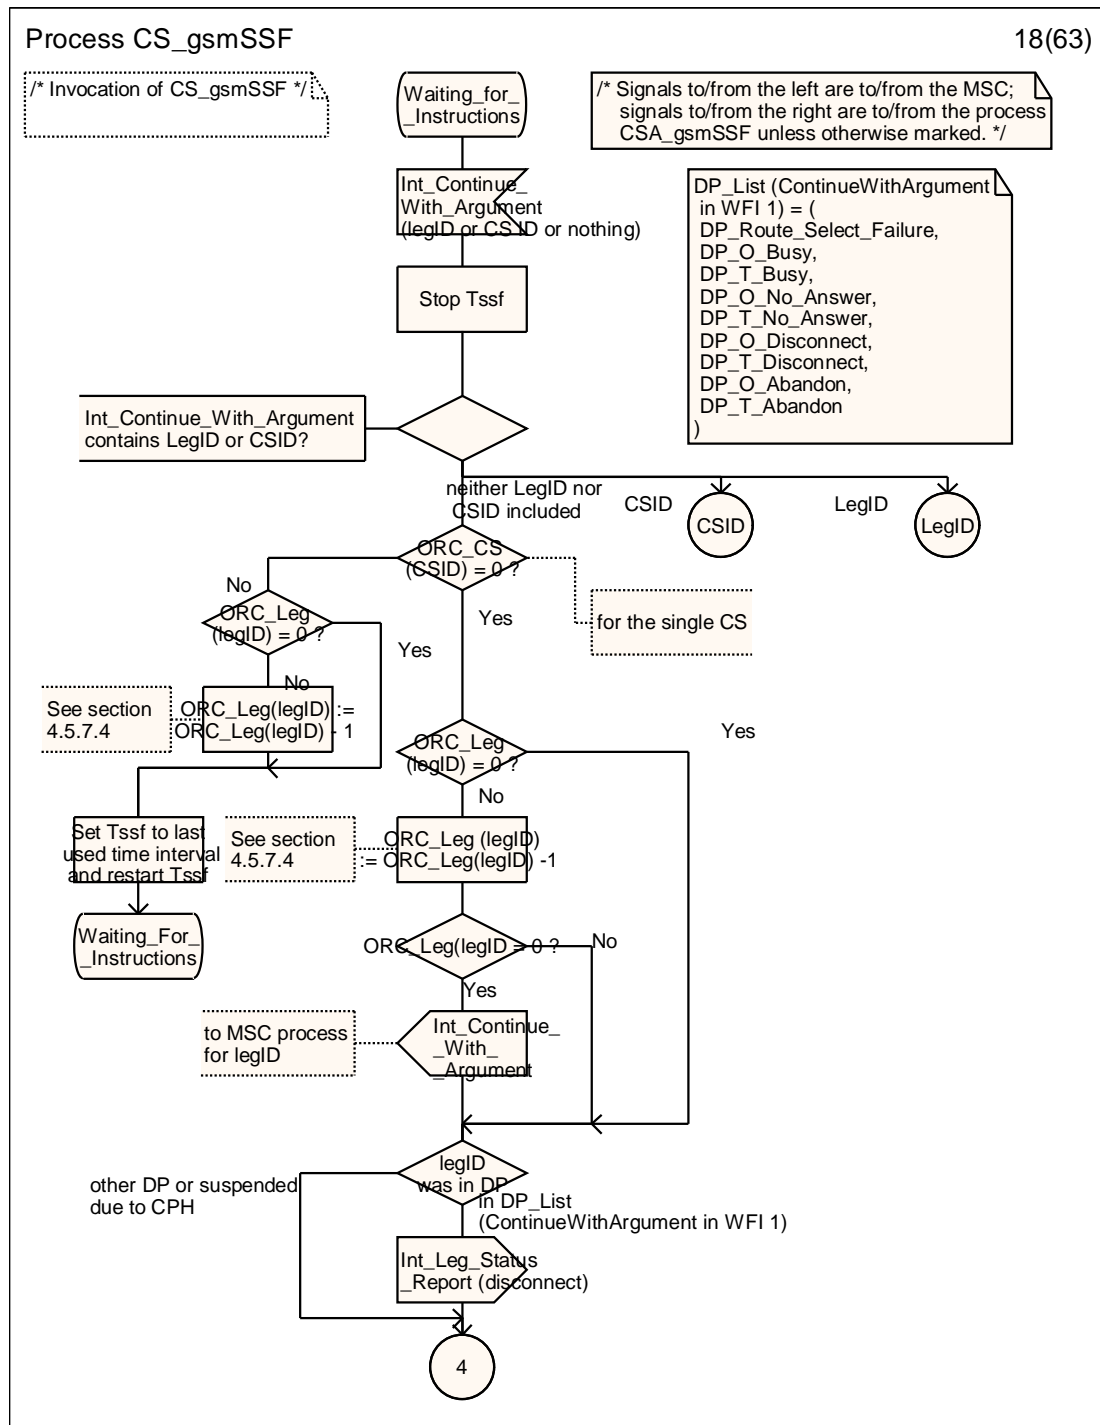 Process CS_gsmSSF
18(63)
/* Invocation of CS_gsmSSF */
Waiting_for_
_Instructions
/* Signals to/from the left are to/from the MSC;
signals to/from the right are to/from the process
CSA_gsmSSF unless otherwise marked. */
Int_Continue_
With_Argument
(legID or CS ID or nothing)
DP_List (ContinueWithArgument
in WFI 1) = (
DP_Route_Select_Failure,
DP_O_Busy,
DP_T_Busy,
DP_O_No_Answer,
DP_T_No_Answer,
DP_O_Disconnect,
DP_T_Disconnect,
DP_O_Abandon,
DP_T_Abandon
)
Stop Tssf
Int_Continue_With_Argument
contains LegID or CSID?
neither LegID nor
CSID included
CSID
CSID
LegID
LegID
ORC_CS
(CSID) = 0 ?
No
Yes
for the single CS
ORC_Leg
(legID) = 0 ?
Yes
No
See section
4.5.7.4
ORC_Leg(legID) :=
ORC_Leg(legID) - 1
ORC_Leg
(legID) = 0 ?
Yes
No
Set Tssf to last
used time interval
and restart Tssf
See section
4.5.7.4
ORC_Leg (legID)
:= ORC_Leg(legID) -1
Waiting_For_
_Instructions
ORC_Leg(legID = 0 ?
No
Yes
to MSC process
for legID
Int_Continue_
_With_
_Argument
legID
was in DP
other DP or suspended
due to CPH
in DP_List
(ContinueWithArgument in WFI 1)
Int_Leg_Status
_Report (disconnect)
4